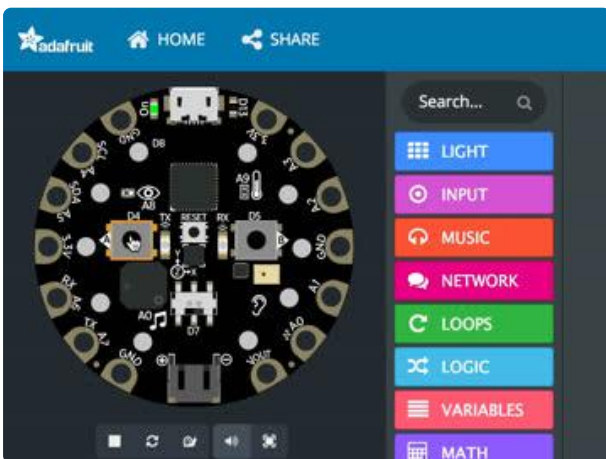 adafruit HOME SHARE
Search...
LIGHT
INPUT
MUSIC
NETWORK
LOOPS
LOGIC
VARIABLES
MATH
On
D13
GND
3.3V
SCL A4
D8
A3
SDA A5
A8
A9
A2
D4
TX
RESET
RX
D5
3.3V
A
B
GND
Y
Z
X
RX A6
A1
A0
D7
TX A7
A0
GND
VOUT